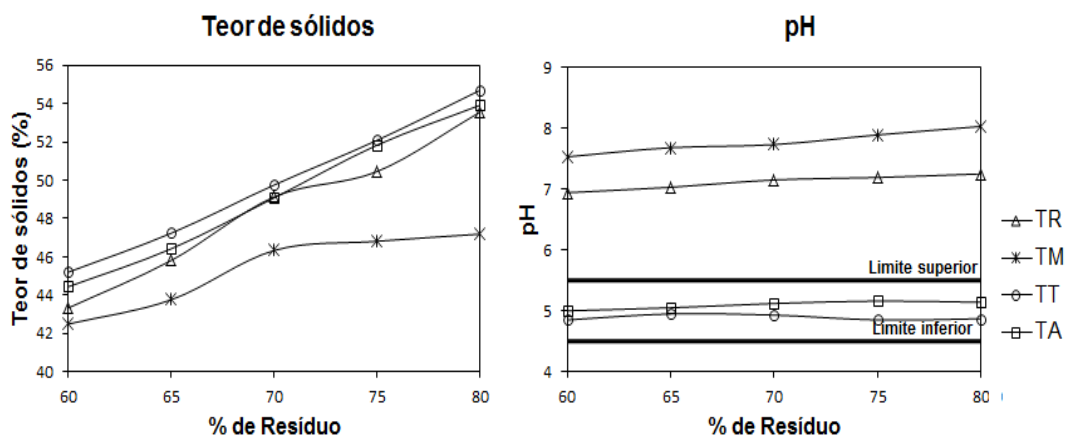 Teor de sólidos
Teor de sólidos (%)
56
54
52
50
48
46
44
42
40
60 65 70 75 80
% de Resíduo
pH
pH
9
8
7
6
5
4
Limite superior
Limite inferior
60 65 70 75 80
% de Resíduo
TR
TM
TT
TA